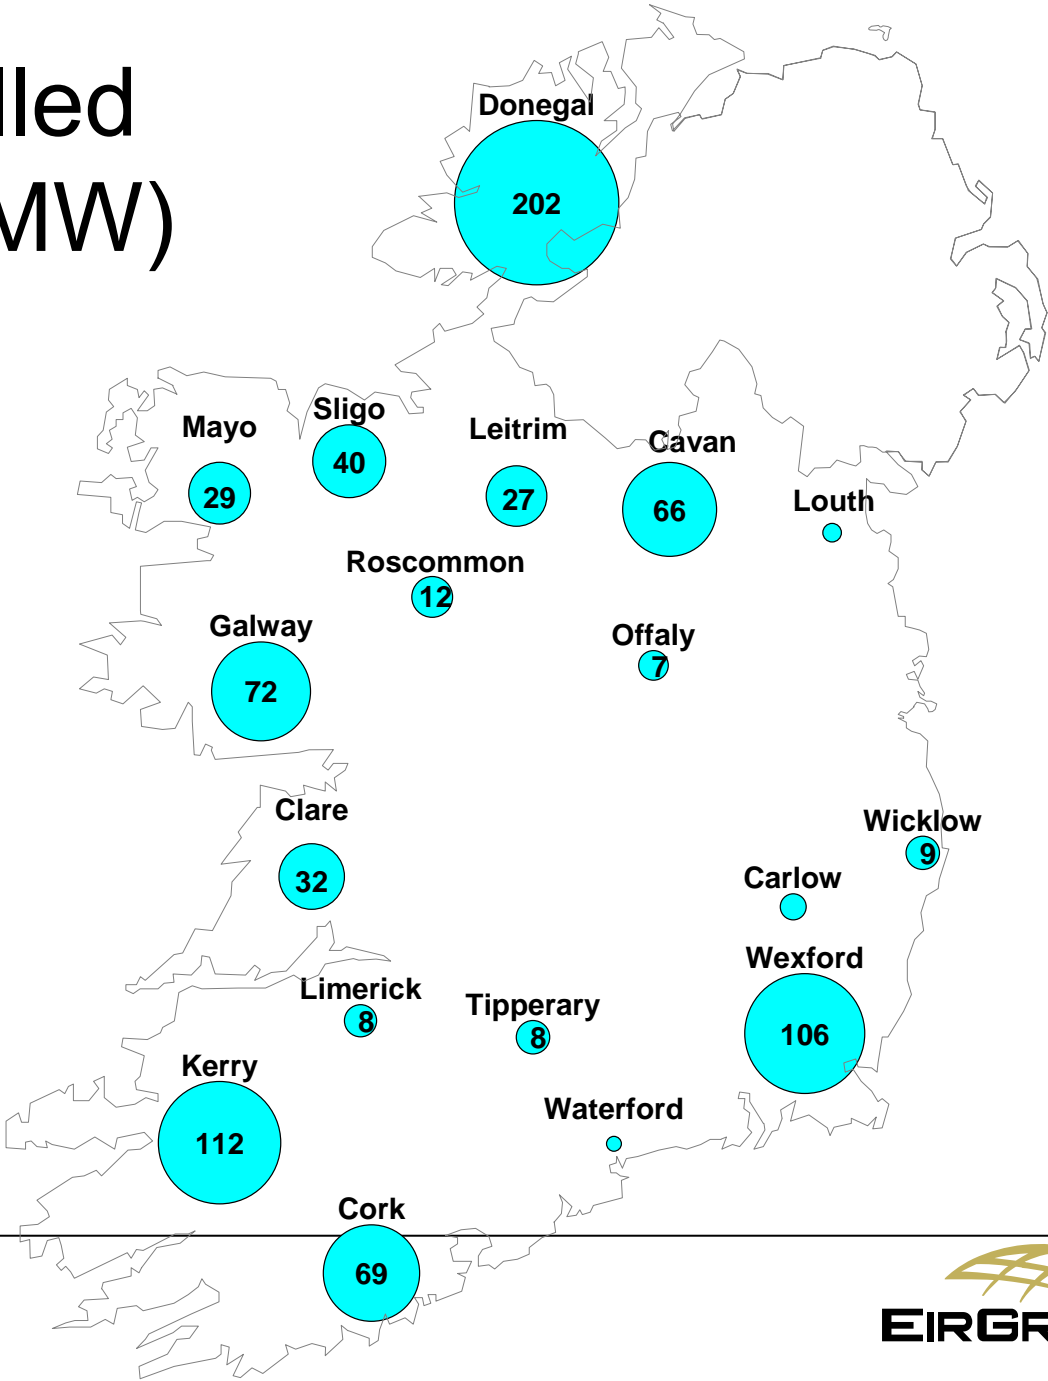 lled
MW)
Donegal
202
Mayo
29
Sligo
40
Leitrim
27
Cavan
66
Louth
Roscommon
12
Galway
72
Offaly
7
Clare
32
Wicklow
9
Carlow
Wexford
106
Limerick
8
Tipperary
8
Kerry
112
Waterford
Cork
69
EIRGR